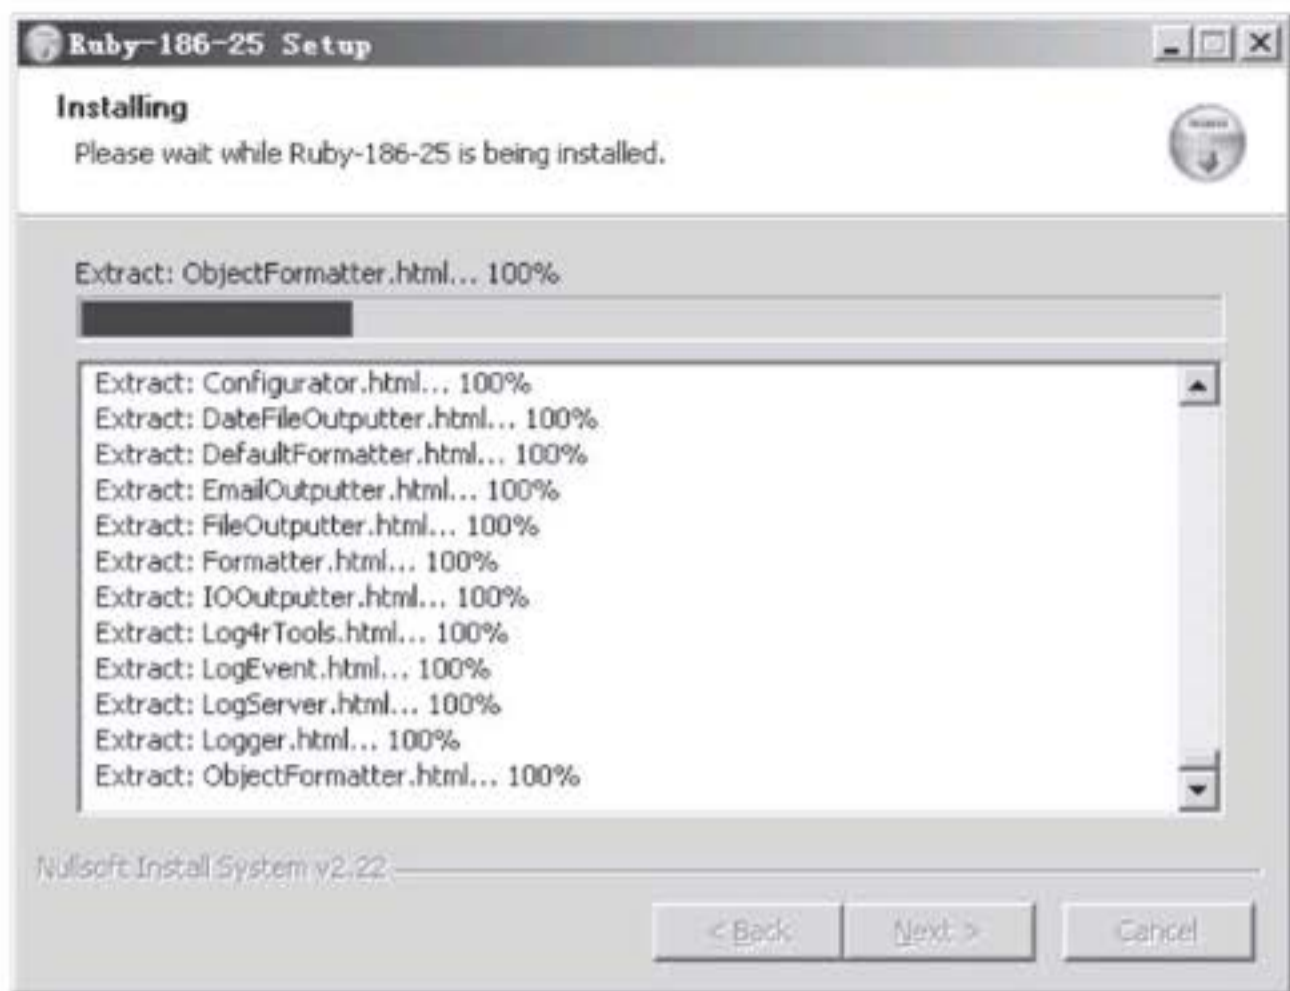 Ruby-186-25 Setup
Installing
Please wait while Ruby-186-25 is being installed.
Extract: ObjectFormatter.html... 100%
Extract: Configurator.html... 100%
Extract: DateFileOutputter.html... 100%
Extract: DefaultFormatter.html... 100%
Extract: EmailOutputter.html... 100%
Extract: FileOutputter.html... 100%
Extract: Formatter.html... 100%
Extract: IOOutputter.html... 100%
Extract: Log4rTools.html... 100%
Extract: LogEvent.html... 100%
Extract: LogServer.html... 100%
Extract: Logger.html... 100%
Extract: ObjectFormatter.html... 100%
Nullsoft Install System v2.22
< Back Next > Cancel